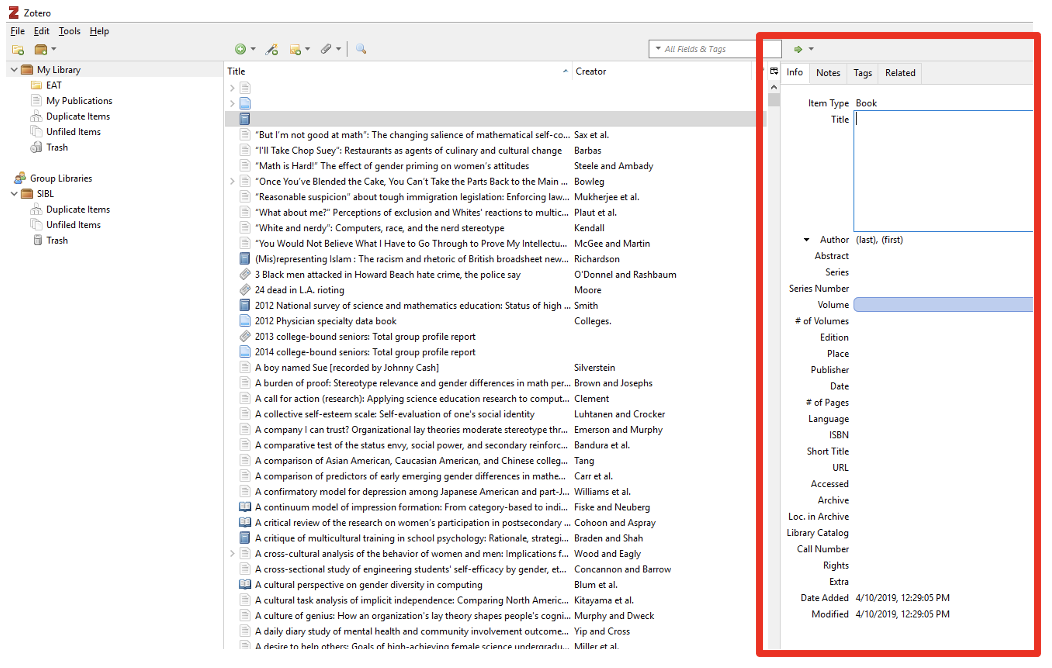 Zotero
File Edit Tools Help
All Fields & Tags
My Library
EAT
My Publications
Duplicate Items
Unfiled Items
Trash
Group Libraries
SIBL
Duplicate Items
Unfiled Items
Trash
Title Creator
"But I'm not good at math": The changing salience of mathematical self-co... Sax et al.
"I'll Take Chop Suey": Restaurants as agents of culinary and cultural change Barbas
"Math is Hard!" The effect of gender priming on women's attitudes Steele and Ambady
"Once You've Blended the Cake, You Can't Take the Parts Back to the Main ... Bowleg
"Reasonable suspicion" about tough immigration legislation: Enforcing law... Mukherjee et al.
"What about me?" Perceptions of exclusion and Whites' reactions to multic... Plaut et al.
"White and nerdy": Computers, race, and the nerd stereotype Kendall
"You Would Not Believe What I Have to Go Through to Prove My Intellectu... McGee and Martin
(Mis)representing Islam : The racism and rhetoric of British broadsheet new... Richardson
3 Black men attacked in Howard Beach hate crime, the police say O'Donnel and Rashbaum
24 dead in L.A. rioting Moore
2012 National survey of science and mathematics education: Status of high ... Smith
2012 Physician specialty data book Colleges.
2013 college-bound seniors: Total group profile report
2014 college-bound seniors: Total group profile report
A boy named Sue [recorded by Johnny Cash] Silverstein
A burden of proof: Stereotype relevance and gender differences in math per... Brown and Josephs
A call for action (research): Applying science education research to comput... Clement
A collective self-esteem scale: Self-evaluation of one's social identity Luhtanen and Crocker
A company I can trust? Organizational lay theories moderate stereotype thr... Emerson and Murphy
A comparative test of the status envy, social power, and secondary reinforc... Bandura et al.
A comparison of Asian American, Caucasian American, and Chinese colleg... Tang
A comparison of predictors of early emerging gender differences in mathe... Carr et al.
A confirmatory model for depression among Japanese American and part-J... Williams et al.
A continuum model of impression formation: From category-based to indi... Fiske and Neuberg
A critical review of the research on women's participation in postsecondary ... Cohoon and Aspray
A critique of multicultural training in school psychology: Rationale, strategi... Braden and Shah
A cross-cultural analysis of the behavior of women and men: Implications f... Wood and Eagly
A cross-sectional study of engineering students' self-efficacy by gender, et... Concannon and Barrow
A cultural perspective on gender diversity in computing Blum et al.
A cultural task analysis of implicit independence: Comparing North Americ... Kitayama et al.
A culture of genius: How an organization's lay theory shapes people's cogni... Murphy and Dweck
A daily diary study of mental health and community involvement outcome... Yip and Cross
A desire to help others: Goals of high-achieving female science undergradu... Miller et al.
Info Notes Tags Related
Item Type Book
Title
Author (last), (first)
Abstract
Series
Series Number
Volume
# of Volumes
Edition
Place
Publisher
Date
# of Pages
Language
ISBN
Short Title
URL
Accessed
Archive
Loc. in Archive
Library Catalog
Call Number
Rights
Extra
Date Added 4/10/2019, 12:29:05 PM
Modified 4/10/2019, 12:29:05 PM